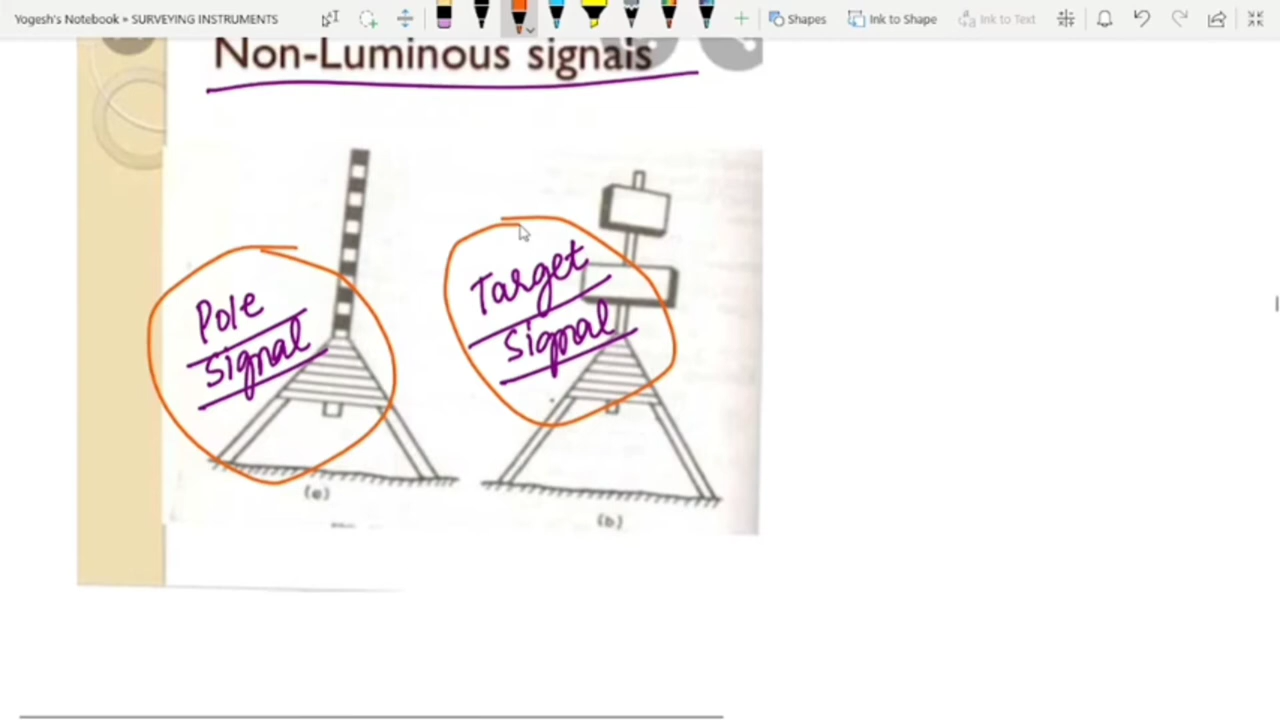 Yogesh's Notebook » SURVEYING INSTRUMENTS
Shapes
Ink to Shape
Ink to Text
Non-Luminous signals
Pole
signal
Target
signal
(a)
(b)